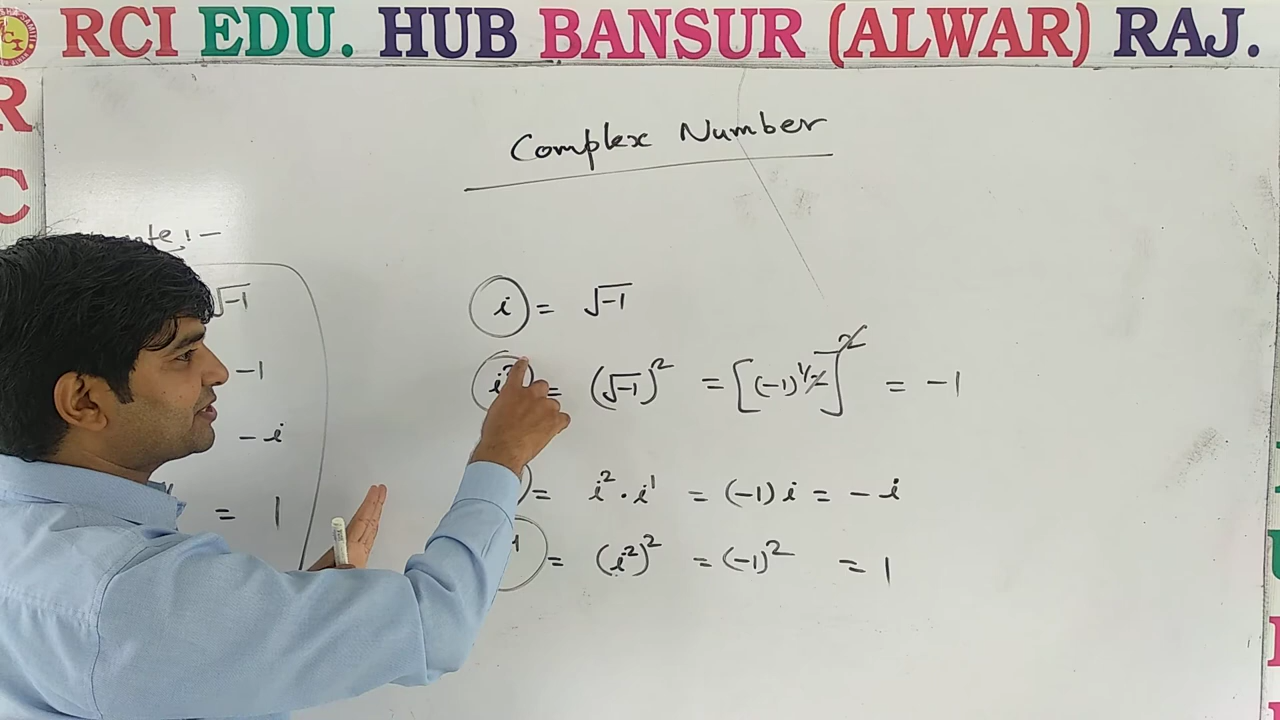 RCI EDU. HUB BANSUR (ALWAR) RAJ.
R
C
Complex Number
:-
√-1
-1
-i
= 1
i = √-1
i² = (√-1)² = [(-1)^1/2]^2 = -1
= i² · i¹ = (-1) i = -i
= (i²)² = (-1)² = 1